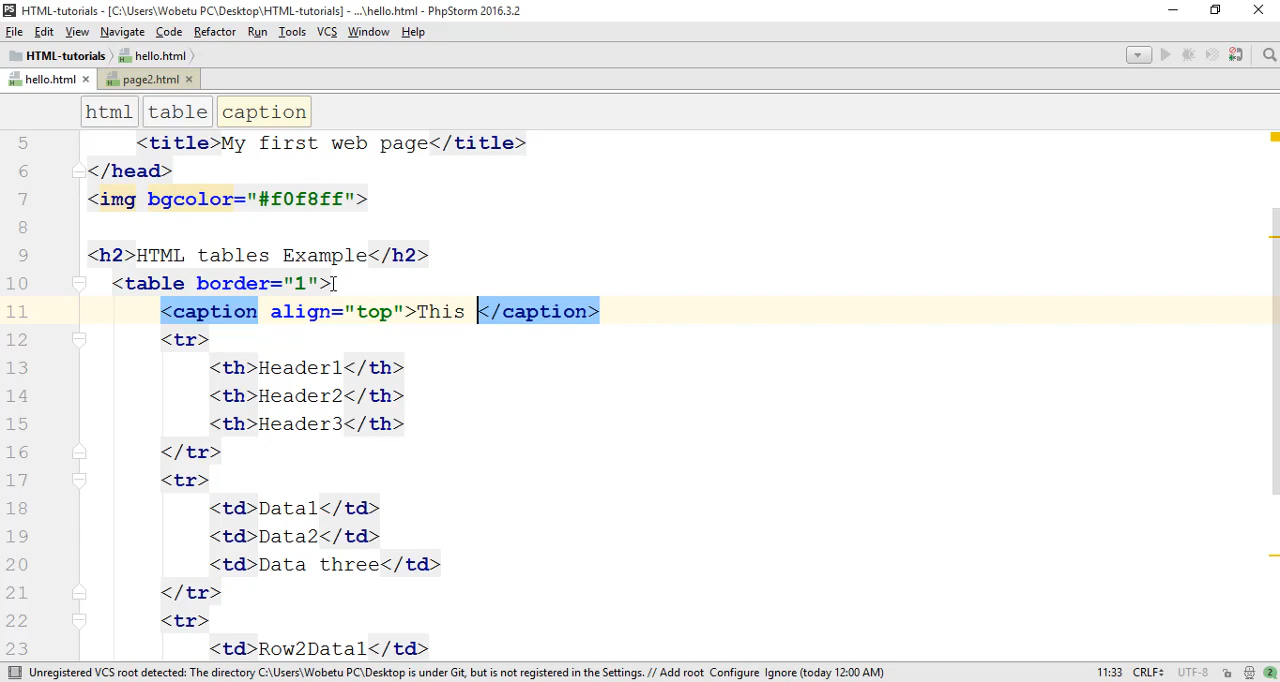 PS HTML-tutorials - [C:\Users\Wobetu PC\Desktop\HTML-tutorials] - ...\hello.html - PhpStorm 2016.3.2
File Edit View Navigate Code Refactor Run Tools VCS Window Help
HTML-tutorials hello.html
hello.html page2.html
html table caption
5 <title>My first web page</title>
6 </head>
7 <img bgcolor="#f0f8ff">
8
9 <h2>HTML tables Example</h2>
10 <table border="1">
11 <caption align="top">This </caption>
12 <tr>
13 <th>Header1</th>
14 <th>Header2</th>
15 <th>Header3</th>
16 </tr>
17 <tr>
18 <td>Data1</td>
19 <td>Data2</td>
20 <td>Data three</td>
21 </tr>
22 <tr>
23 <td>Row2Data1</td>
Unregistered VCS root detected: The directory C:\Users\Wobetu PC\Desktop is under Git, but is not registered in the Settings. // Add root Configure Ignore (today 12:00 AM) 11:33 CRLF÷ UTF-8 2